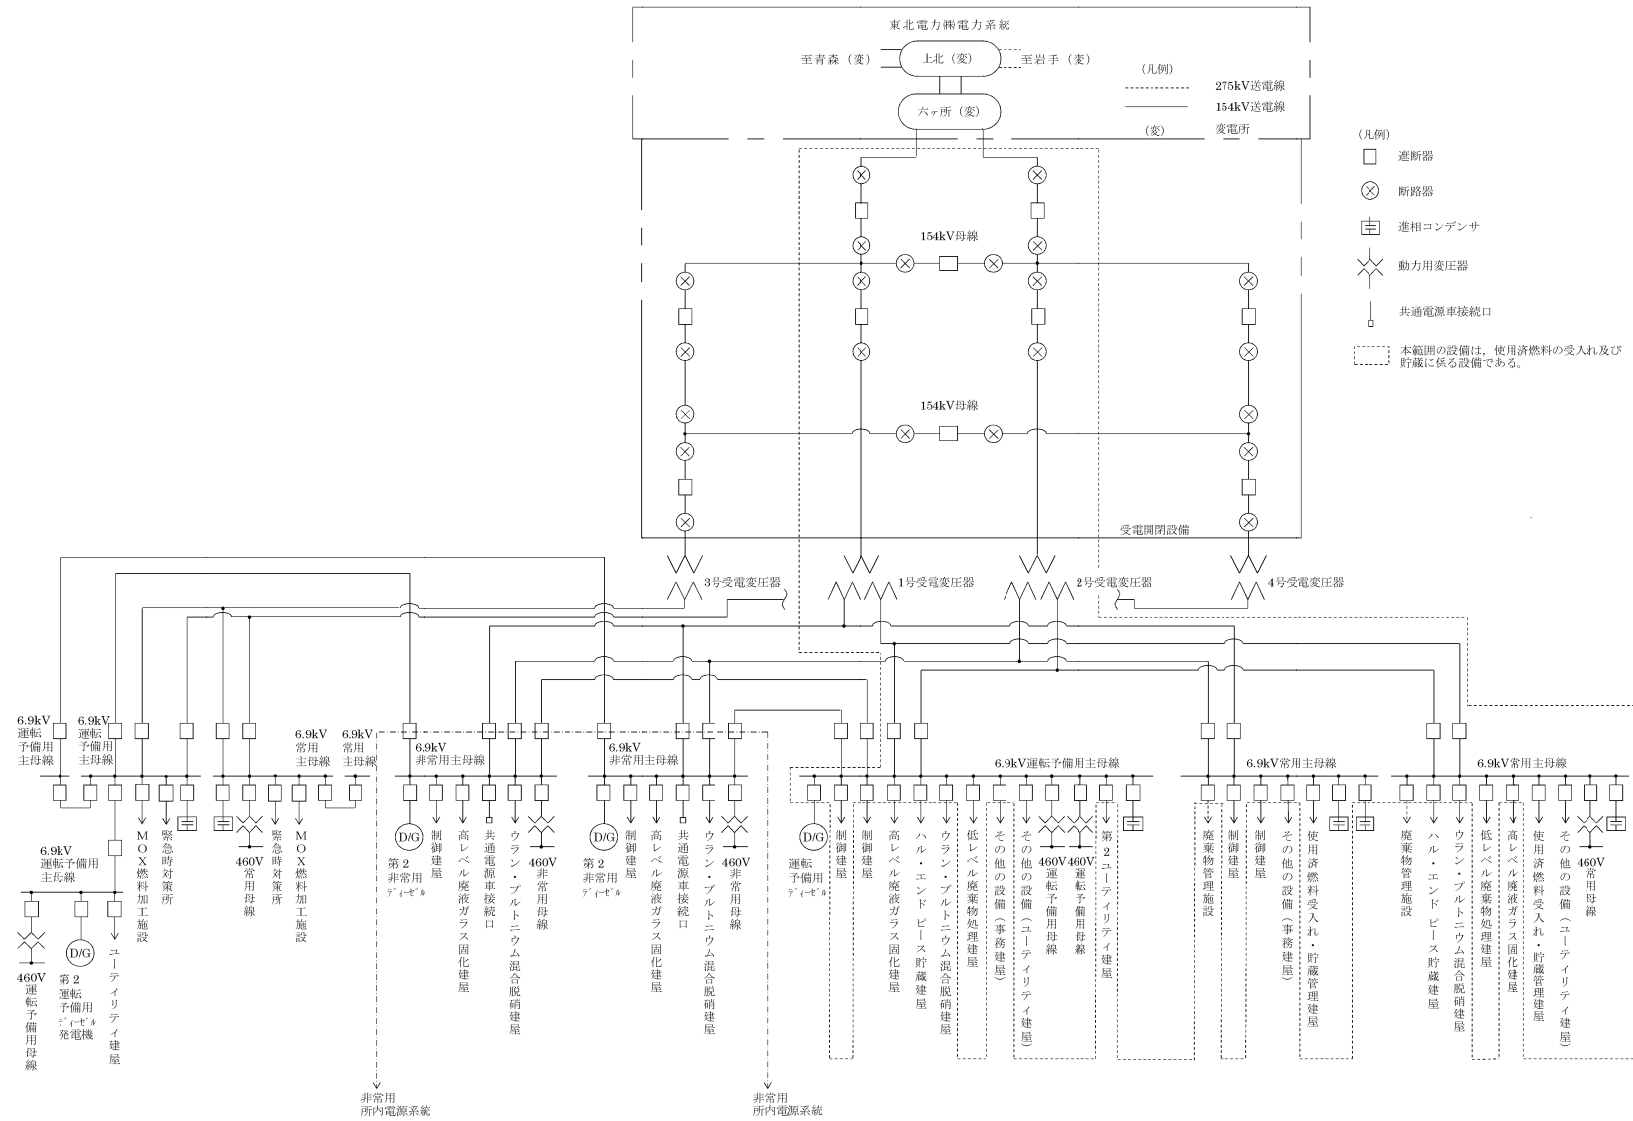 東北電力㈱電力系統
至青森（変）
上北（変）
至岩手（変）
六ヶ所（変）
（凡例）
275kV送電線
154kV送電線
（変）
変電所
（凡例）
遮断器
断路器
進相コンデンサ
動力用変圧器
共通電源車接続口
本範囲の設備は，使用済燃料の受入れ及び
貯蔵に係る設備である。
154kV母線
154kV母線
受電開閉設備
3号受電変圧器
1号受電変圧器
2号受電変圧器
4号受電変圧器
6.9kV
運転
予備用
主母線
6.9kV
運転
予備用
主母線
6.9kV
常用
主母線
6.9kV
常用
主母線
6.9kV
非常用主母線
6.9kV
非常用主母線
6.9kV運転予備用主母線
6.9kV常用主母線
6.9kV常用主母線
MOX燃料加工施設
緊急時対策所
460V
常用母線
緊急時対策所
MOX燃料加工施設
6.9kV
運転予備用
主母線
460V
運転予備用母線
D/G
第2
運転
予備用
ディーゼル
発電機
ユーティリティ建屋
D/G
第2
非常用
ディーゼル
制御建屋
高レベル廃液ガラス固化建屋
共通電源車接続口
ウラン・プルトニウム混合脱硝建屋
460V
非常用母線
D/G
第2
非常用
ディーゼル
制御建屋
高レベル廃液ガラス固化建屋
共通電源車接続口
ウラン・プルトニウム混合脱硝建屋
460V
非常用母線
D/G
運転
予備用
ディーゼル
制御建屋
制御建屋
高レベル廃液ガラス固化建屋
ハル・エンド ピース貯蔵建屋
ウラン・プルトニウム混合脱硝建屋
低レベル廃棄物処理建屋
その他の設備（事務建屋）
その他の設備（ユーティリティ建屋）
460V
運転予備用母線
460V
運転予備用母線
第2ユーティリティ建屋
廃棄物管理施設
制御建屋
制御建屋
その他の設備（事務建屋）
使用済燃料受入れ・貯蔵管理建屋
廃棄物管理施設
ハル・エンド ピース貯蔵建屋
ウラン・プルトニウム混合脱硝建屋
低レベル廃棄物処理建屋
高レベル廃液ガラス固化建屋
使用済燃料受入れ・貯蔵管理建屋
その他の設備（ユーティリティ建屋）
460V
常用母線
非常用
所内電源系統
非常用
所内電源系統